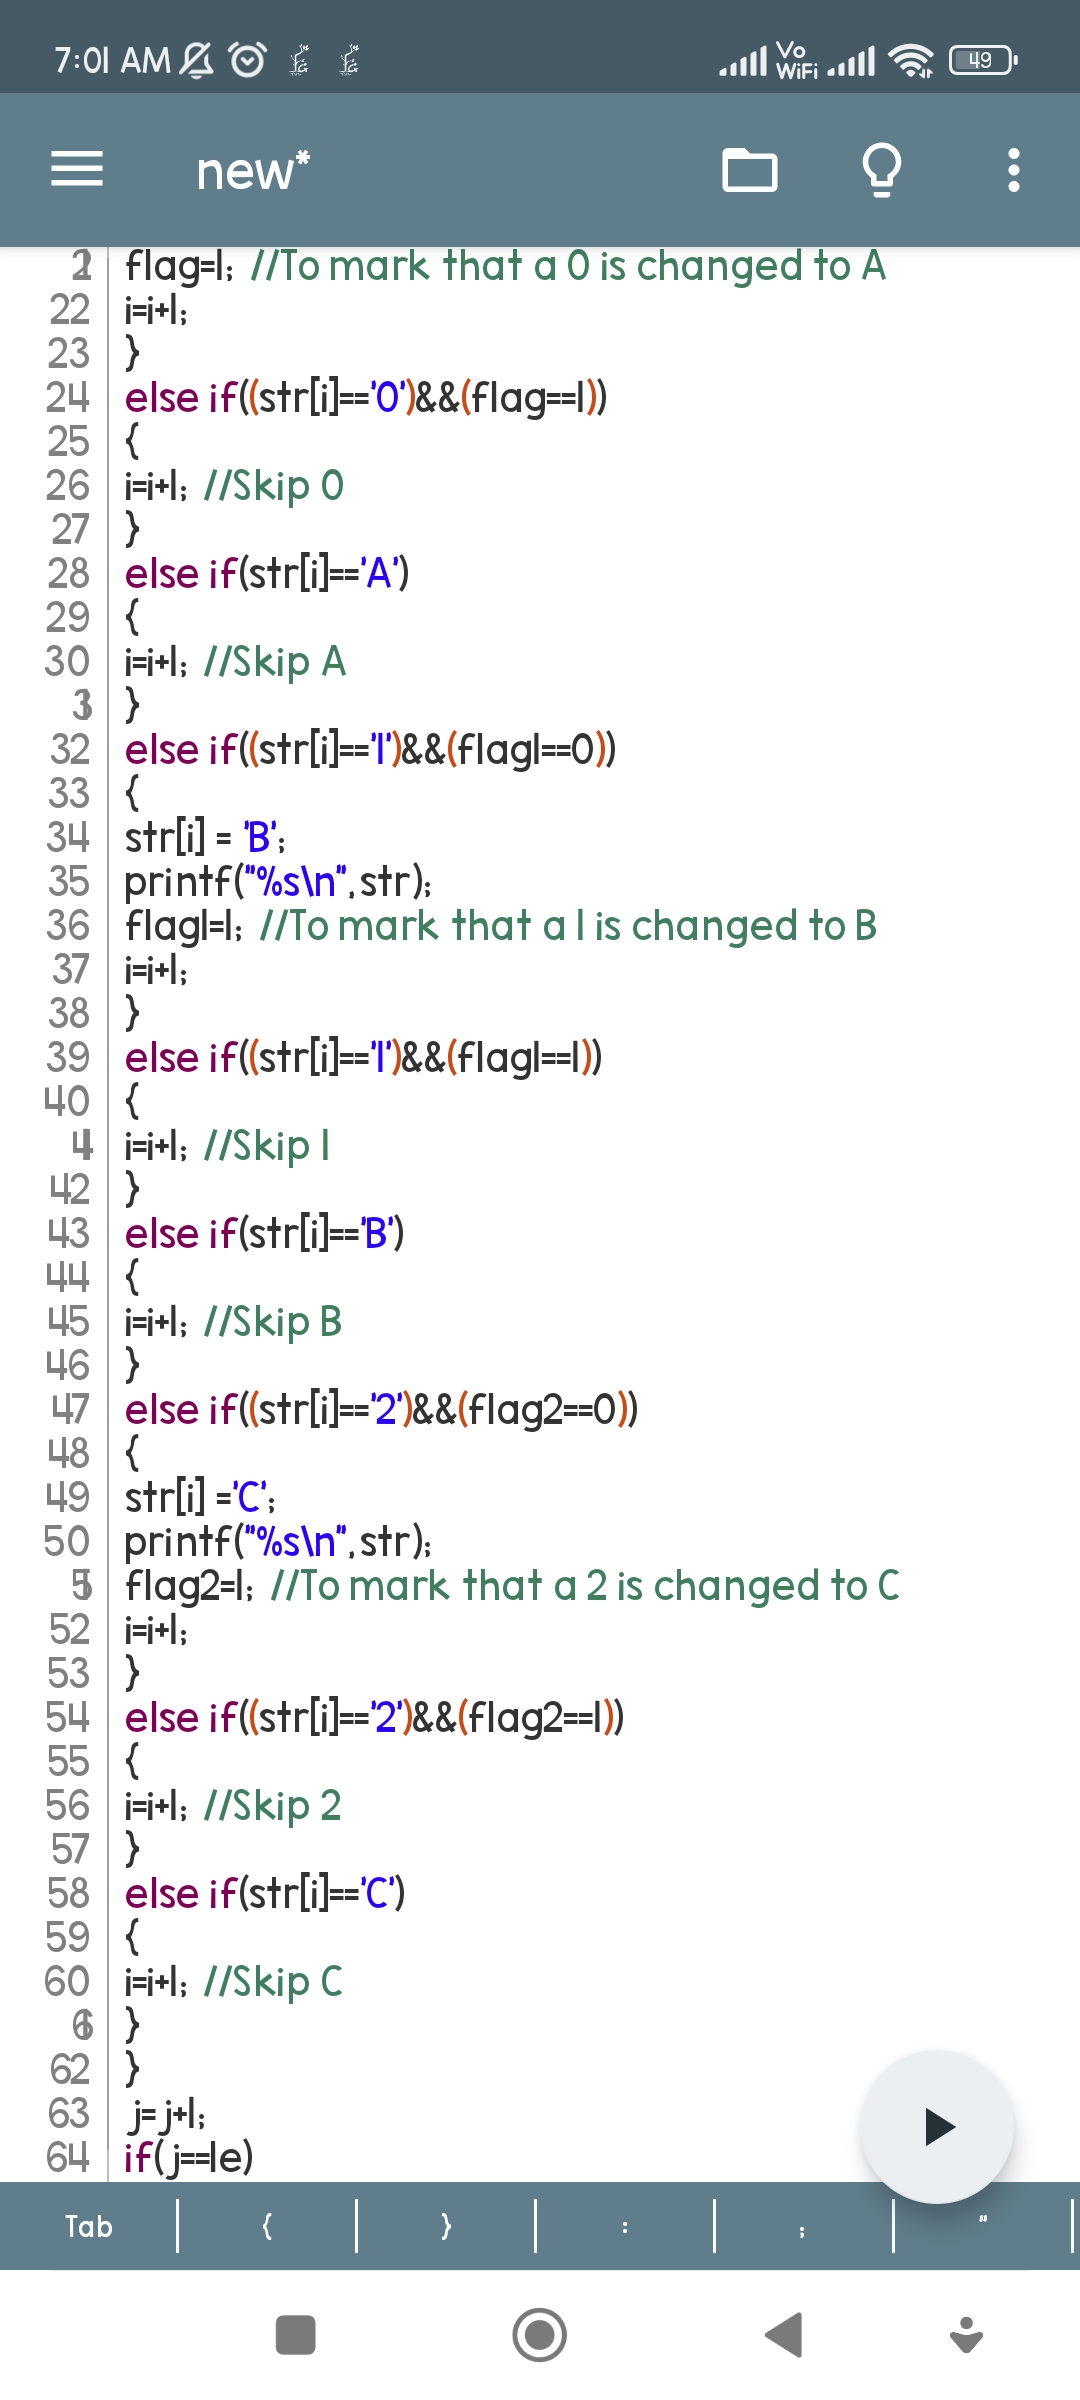 7:01 AM Vo WiFi 49
new*
21 flag=1; //To mark that a 0 is changed to A
22 i=i+1;
23 }
24 else if((str[i]=='0')&&(flag==1))
25 {
26 i=i+1; //Skip 0
27 }
28 else if(str[i]=='A')
29 {
30 i=i+1; //Skip A
31 }
32 else if((str[i]=='1')&&(flag1==0))
33 {
34 str[i] = 'B';
35 printf("%s\n",str);
36 flag1=1; //To mark that a 1 is changed to B
37 i=i+1;
38 }
39 else if((str[i]=='1')&&(flag1==1))
40 {
41 i=i+1; //Skip 1
42 }
43 else if(str[i]=='B')
44 {
45 i=i+1; //Skip B
46 }
47 else if((str[i]=='2')&&(flag2==0))
48 {
49 str[i] ='C';
50 printf("%s\n",str);
51 flag2=1; //To mark that a 2 is changed to C
52 i=i+1;
53 }
54 else if((str[i]=='2')&&(flag2==1))
55 {
56 i=i+1; //Skip 2
57 }
58 else if(str[i]=='C')
59 {
60 i=i+1; //Skip C
61 }
62 }
63 j=j+1;
64 if(j==le)
Tab { } : ; "